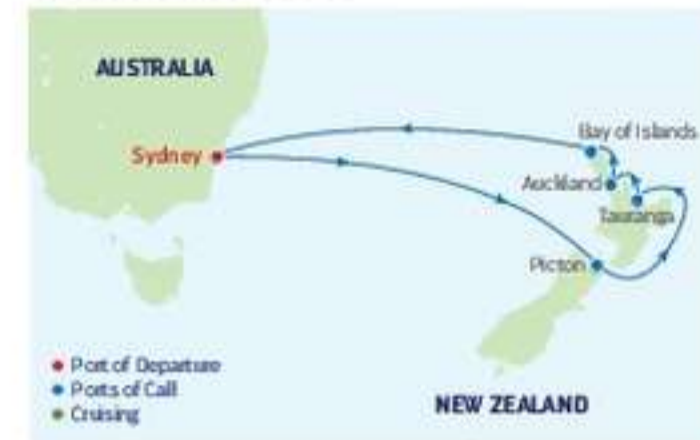 AUSTRALIA
Bay of Islands
Sydney
Auckland
Tauranga
Picton
Port of Departure
Ports of Call
Cruising
NEW ZEALAND